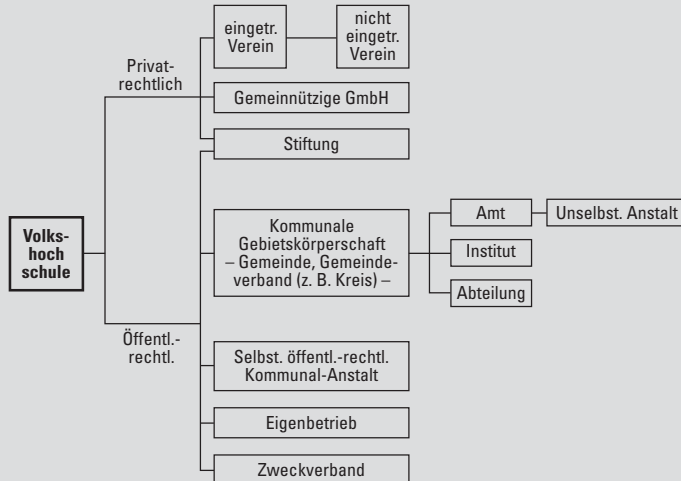 eingetr.
Verein
nicht
eingetr.
Verein
Privat-
rechtlich
Gemeinnützige GmbH
Stiftung
Volks-
hoch
schule
Kommunale
Gebietskörperschaft
– Gemeinde, Gemeinde-
verband (z. B. Kreis) –
Amt
Unselbst. Anstalt
Institut
Abteilung
Öffentl.-
rechtl.
Selbst. öffentl.-rechtl.
Kommunal-Anstalt
Eigenbetrieb
Zweckverband